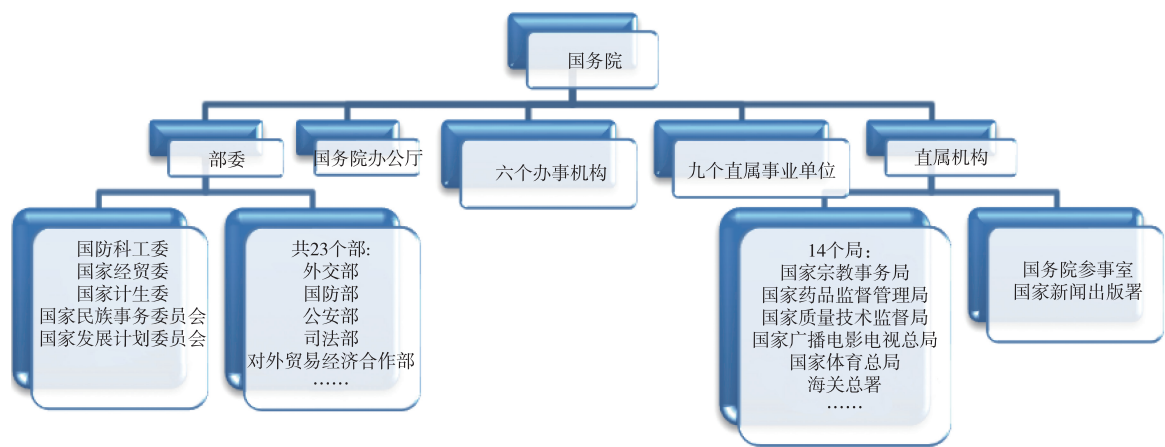 国务院
部委
国务院办公厅
六个办事机构
九个直属事业单位
直属机构
国防科工委
国家经贸委
国家计生委
国家民族事务委员会
国家发展计划委员会
共23个部:
外交部
国防部
公安部
司法部
对外贸易经济合作部
……
14个局：
国家宗教事务局
国家药品监督管理局
国家质量技术监督局
国家广播电影电视总局
国家体育总局
海关总署
……
国务院参事室
国家新闻出版署